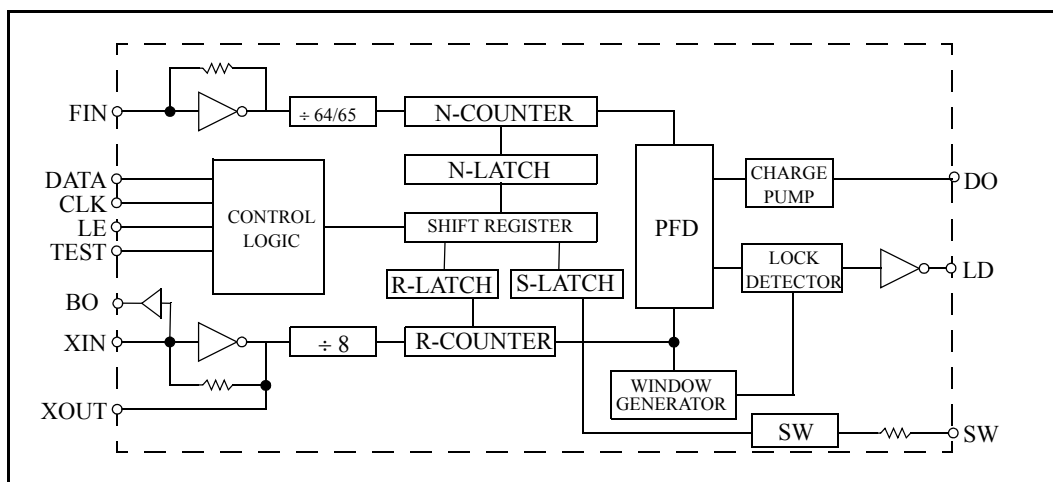 FIN
÷ 64/65
N-COUNTER
DATA
CLK
LE
TEST
CONTROL
LOGIC
N-LATCH
SHIFT REGISTER
R-LATCH
S-LATCH
PFD
CHARGE
PUMP
DO
LOCK
DETECTOR
LD
BO
XIN
XOUT
÷ 8
R-COUNTER
WINDOW
GENERATOR
SW
SW